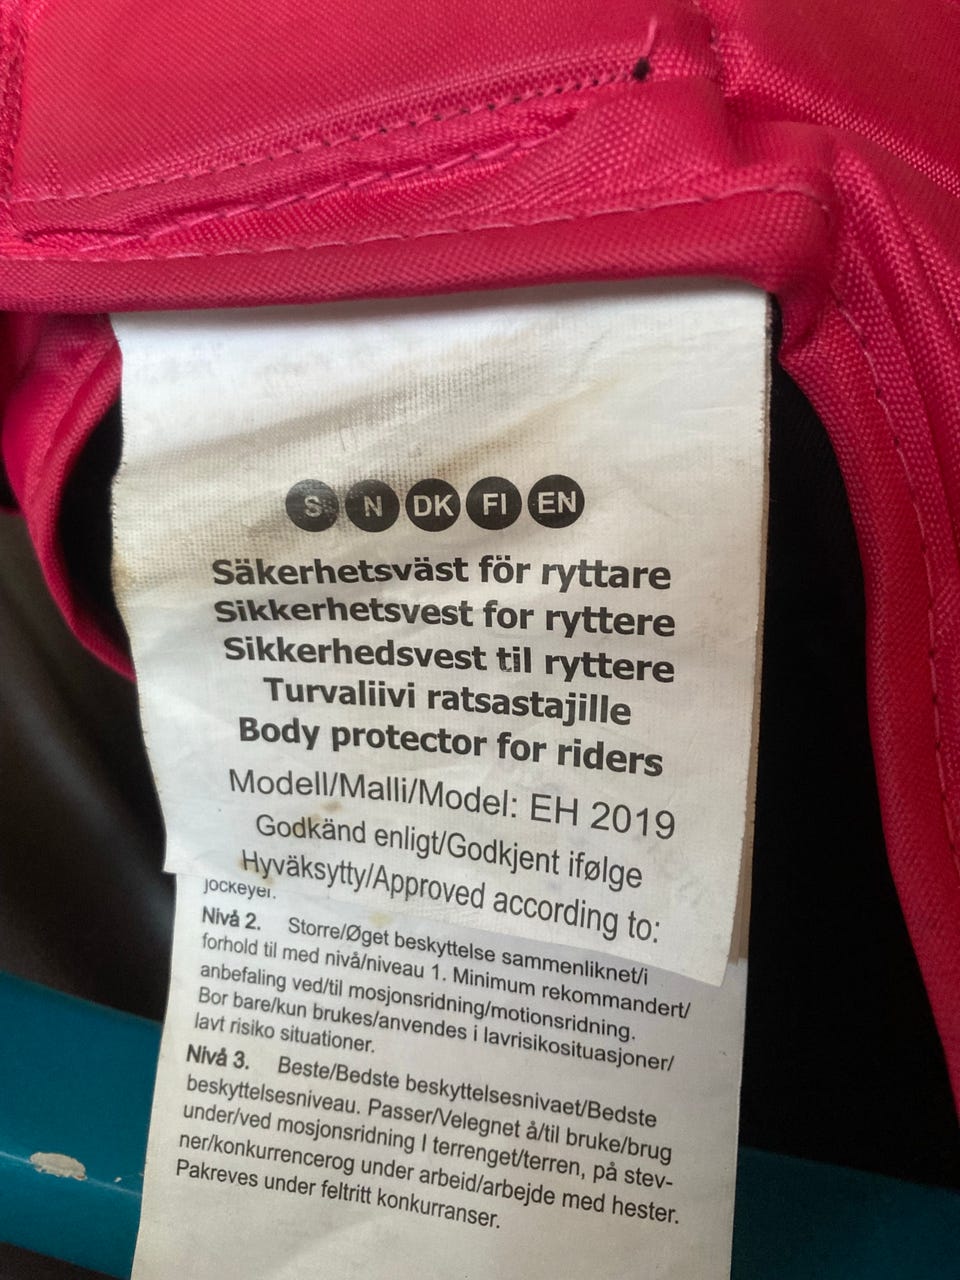 S N DK FI EN
Säkerhetsväst för ryttare
Sikkerhetsvest for ryttere
Sikkerhedsvest til ryttere
Turvaliivi ratsastajille
Body protector for riders
Modell/Malli/Model: EH 2019
Godkänd enligt/Godkjent ifølge
Hyväksytty/Approved according to:
jockeyer.
Nivå 2. Storre/Øget beskyttelse sammenliknet/i
forhold til med nivå/niveau 1. Minimum rekommandert/
anbefaling ved/til mosjonsridning/motionsridning.
Bor bare/kun brukes/anvendes i lavrisikosituasjoner/
lavt risiko situationer.
Nivå 3. Beste/Bedste beskyttelsesnivaet/Bedste
beskyttelsesniveau. Passer/Velegnet å/til bruke/brug
under/ved mosjonsridning I terrenget/terren, på stev-
ner/konkurrencerog under arbeid/arbejde med hester.
Pakreves under feltritt konkurranser.